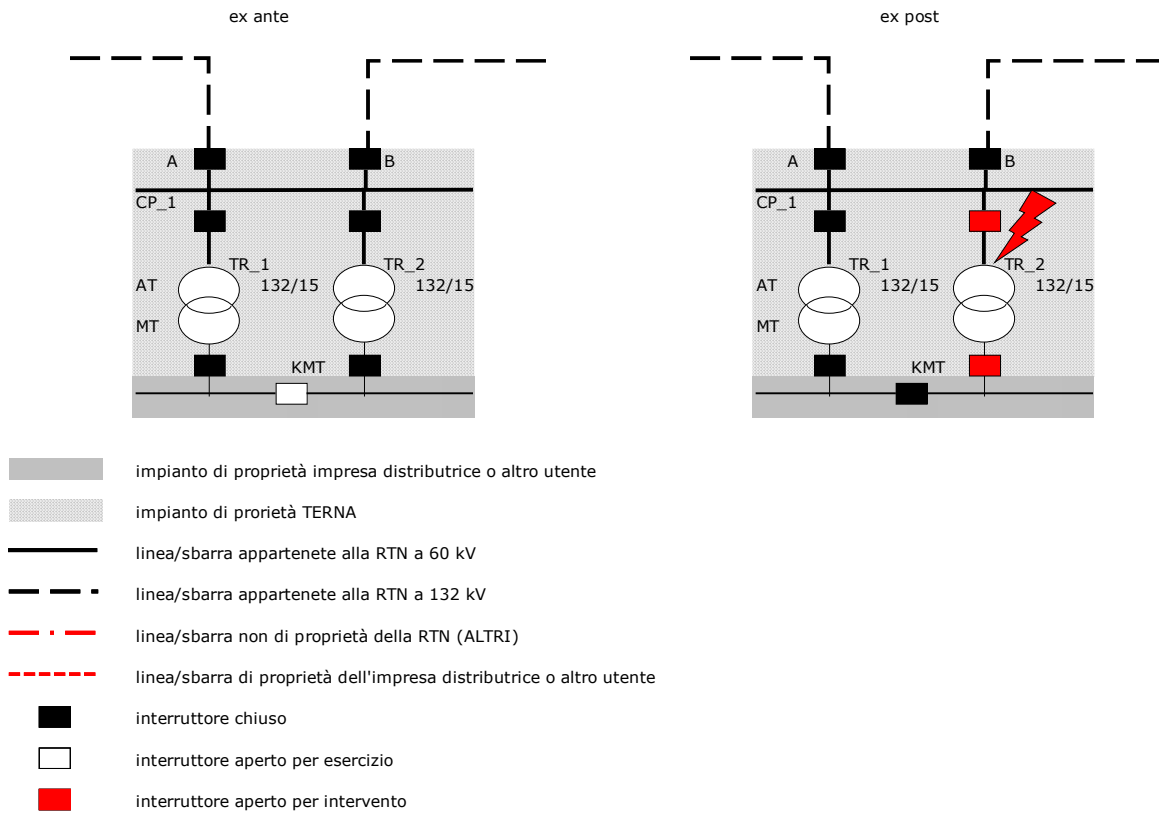 ex ante
ex post
A
B
CP_1
TR_1
TR_2
AT
132/15
132/15
MT
KMT
A
B
CP_1
TR_1
TR_2
AT
132/15
132/15
MT
KMT
impianto di proprietà impresa distributrice o altro utente
impianto di prorietà TERNA
linea/sbarra appartenete alla RTN a 60 kV
linea/sbarra appartenete alla RTN a 132 kV
linea/sbarra non di proprietà della RTN (ALTRI)
linea/sbarra di proprietà dell'impresa distributrice o altro utente
interruttore chiuso
interruttore aperto per esercizio
interruttore aperto per intervento